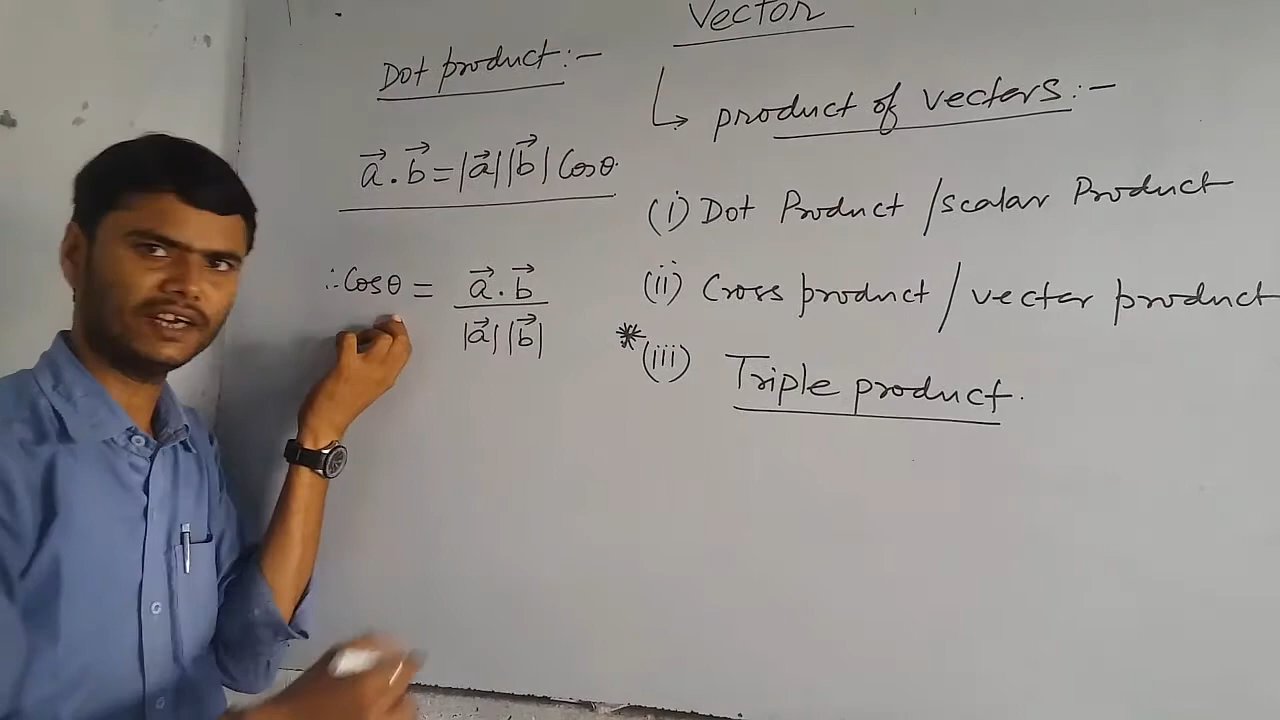 Vector
↳ product of vectors :-
(i) Dot Product / scalar Product
(ii) Cross product / vector product
* (iii) Triple product.
Dot product :-
a⃗ . b⃗ = |a⃗| |b⃗| Cosθ
∴ Cosθ = a⃗ . b⃗
|a⃗| |b⃗|